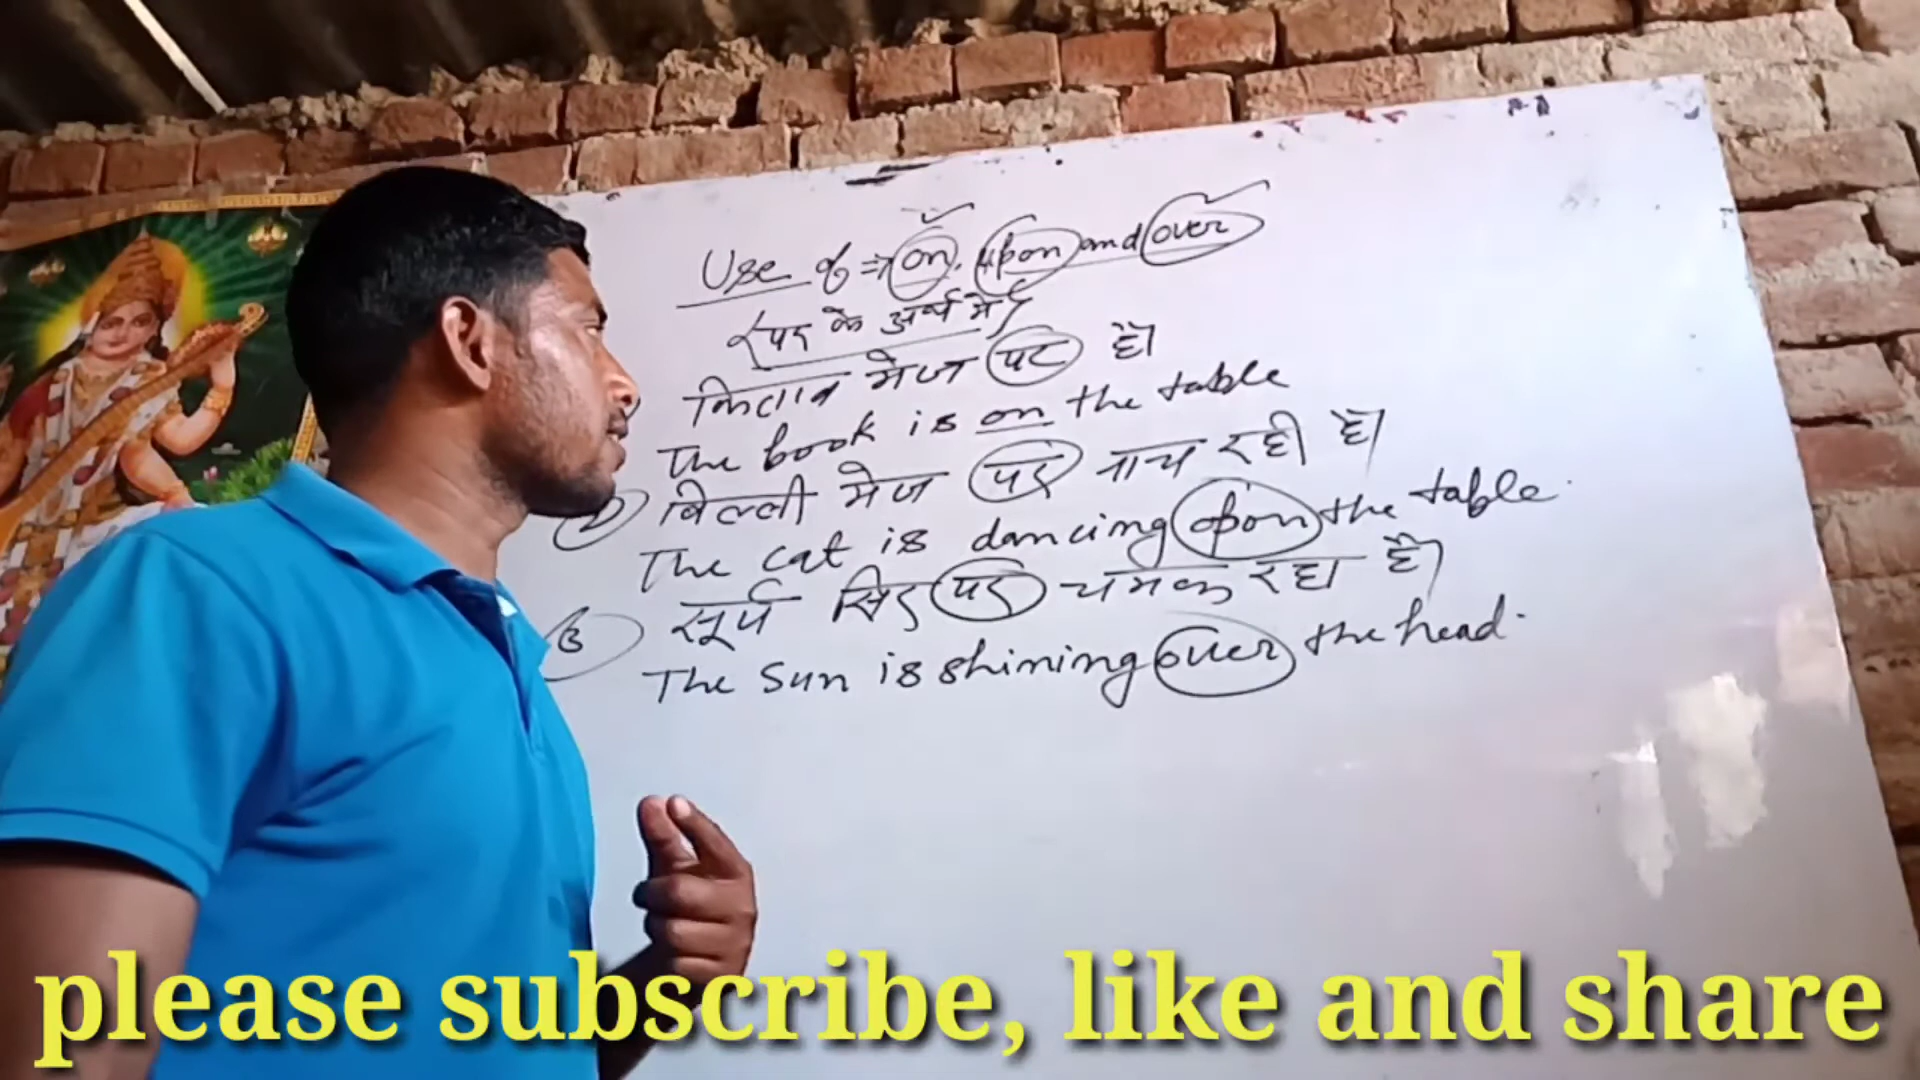 Use of ⇒ on, upon and over
पर के अर्थ में
किताब मेज पर है।
The book is on the table
2) बिल्ली मेज पर नाच रही है।
The cat is dancing upon the table.
3 सूर्य सिर पर चमक रहा है।
The Sun is shining over the head.
please subscribe, like and share